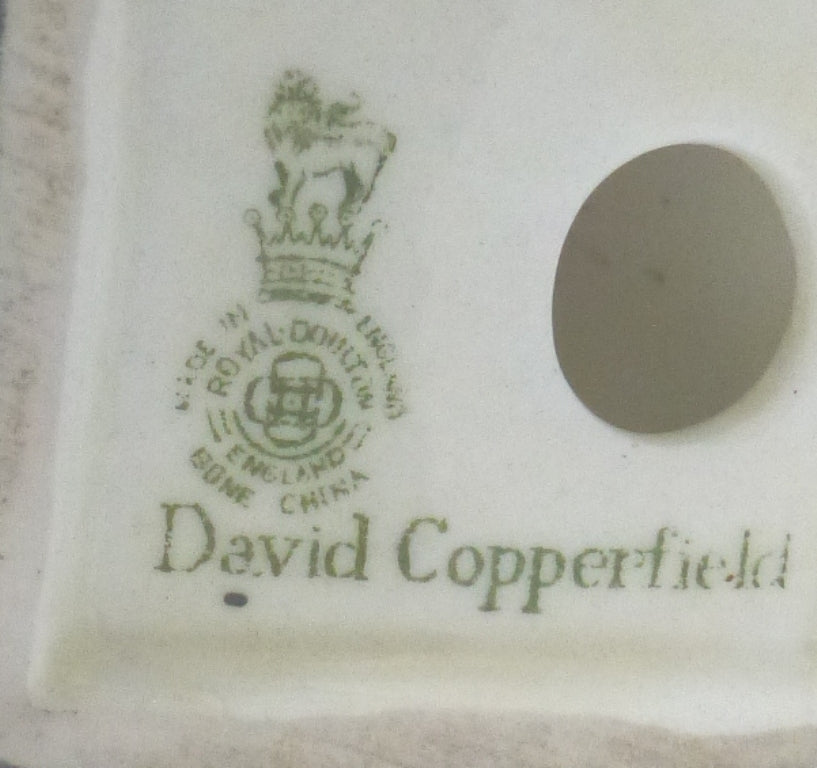 MADE IN ENGLAND
ROYAL·DOULTON
ENGLAND
BONE CHINA
David Copperfield